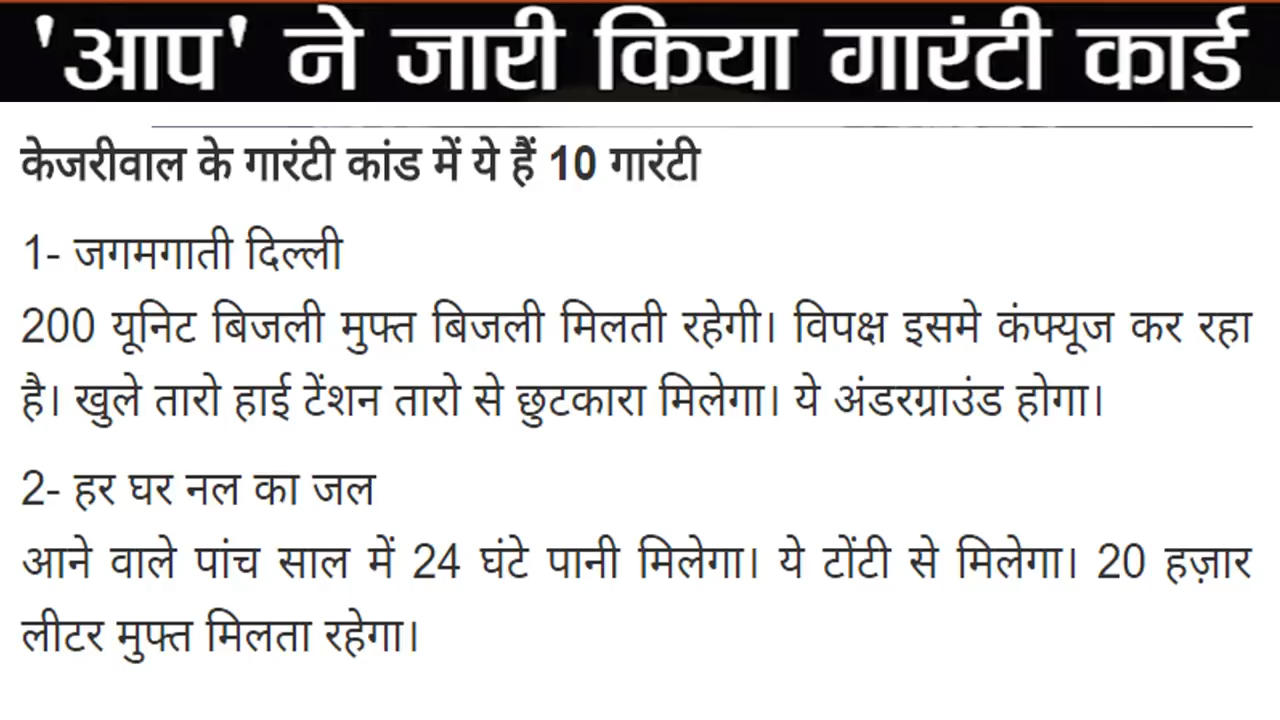 'आप' ने जारी किया गारंटी कार्ड
केजरीवाल के गारंटी कांड में ये हैं 10 गारंटी
1- जगमगाती दिल्ली
200 यूनिट बिजली मुफ्त बिजली मिलती रहेगी। विपक्ष इसमे कंफ्यूज कर रहा
है। खुले तारो हाई टेंशन तारो से छुटकारा मिलेगा। ये अंडरग्राउंड होगा।
2- हर घर नल का जल
आने वाले पांच साल में 24 घंटे पानी मिलेगा। ये टोंटी से मिलेगा। 20 हज़ार
लीटर मुफ्त मिलता रहेगा।